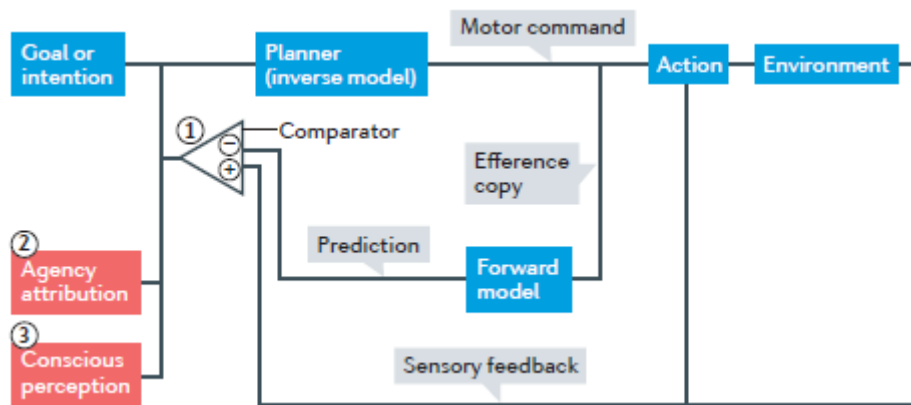 Motor command
Goal or
intention
Planner
(inverse model)
Action
Environment
①
Comparator
−
+
Efference
copy
②
Agency
attribution
Prediction
Forward
model
③
Conscious
perception
Sensory feedback